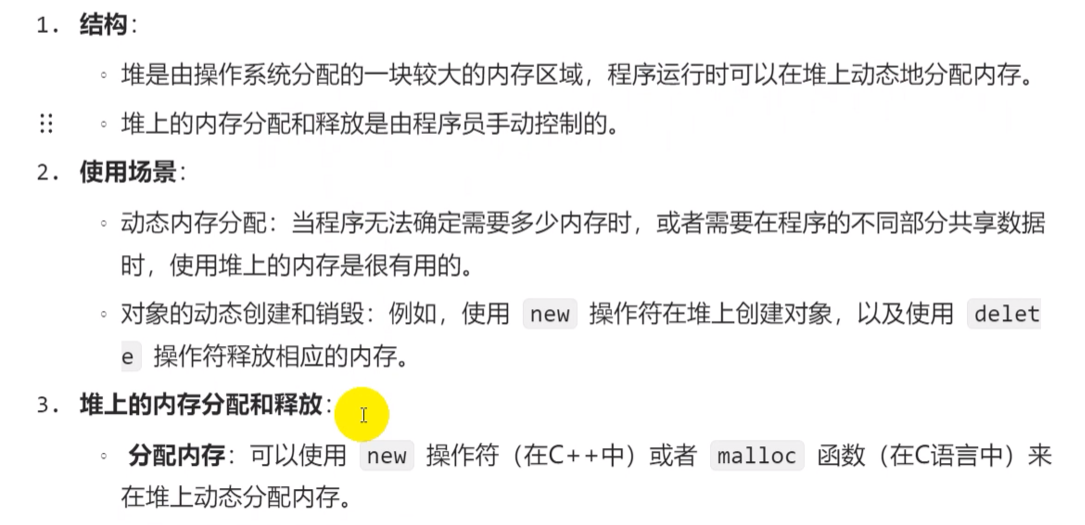 1. 结构：
◦ 堆是由操作系统分配的一块较大的内存区域，程序运行时可以在堆上动态地分配内存。
◦ 堆上的内存分配和释放是由程序员手动控制的。
2. 使用场景：
◦ 动态内存分配：当程序无法确定需要多少内存时，或者需要在程序的不同部分共享数据
时，使用堆上的内存是很有用的。
◦ 对象的动态创建和销毁：例如，使用 new 操作符在堆上创建对象，以及使用 delet
e 操作符释放相应的内存。
3. 堆上的内存分配和释放：
◦ 分配内存：可以使用 new 操作符（在C++中）或者 malloc 函数（在C语言中）来
在堆上动态分配内存。